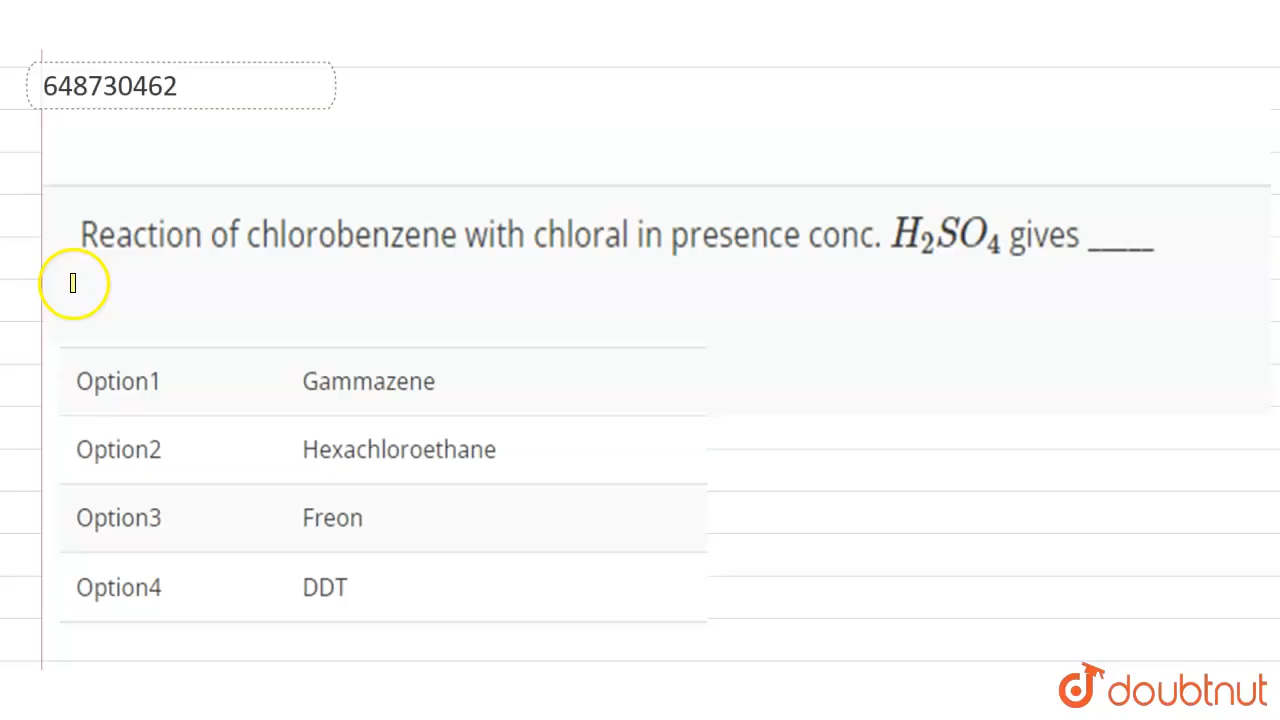 648730462
Reaction of chlorobenzene with chloral in presence conc. H₂SO₄ gives _____
Option1 Gammazene
Option2 Hexachloroethane
Option3 Freon
Option4 DDT
doubtnut